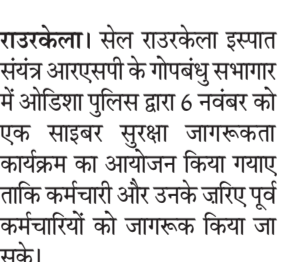 राउरकेला। सेल राउरकेला इस्पात
संयंत्र आरएसपी के गोपबंधु सभागार
में ओडिशा पुलिस द्वारा 6 नवंबर को
एक साइबर सुरक्षा जागरूकता
कार्यक्रम का आयोजन किया गयाए
ताकि कर्मचारी और उनके जरिए पूर्व
कर्मचारियों को जागरूक किया जा
सके।